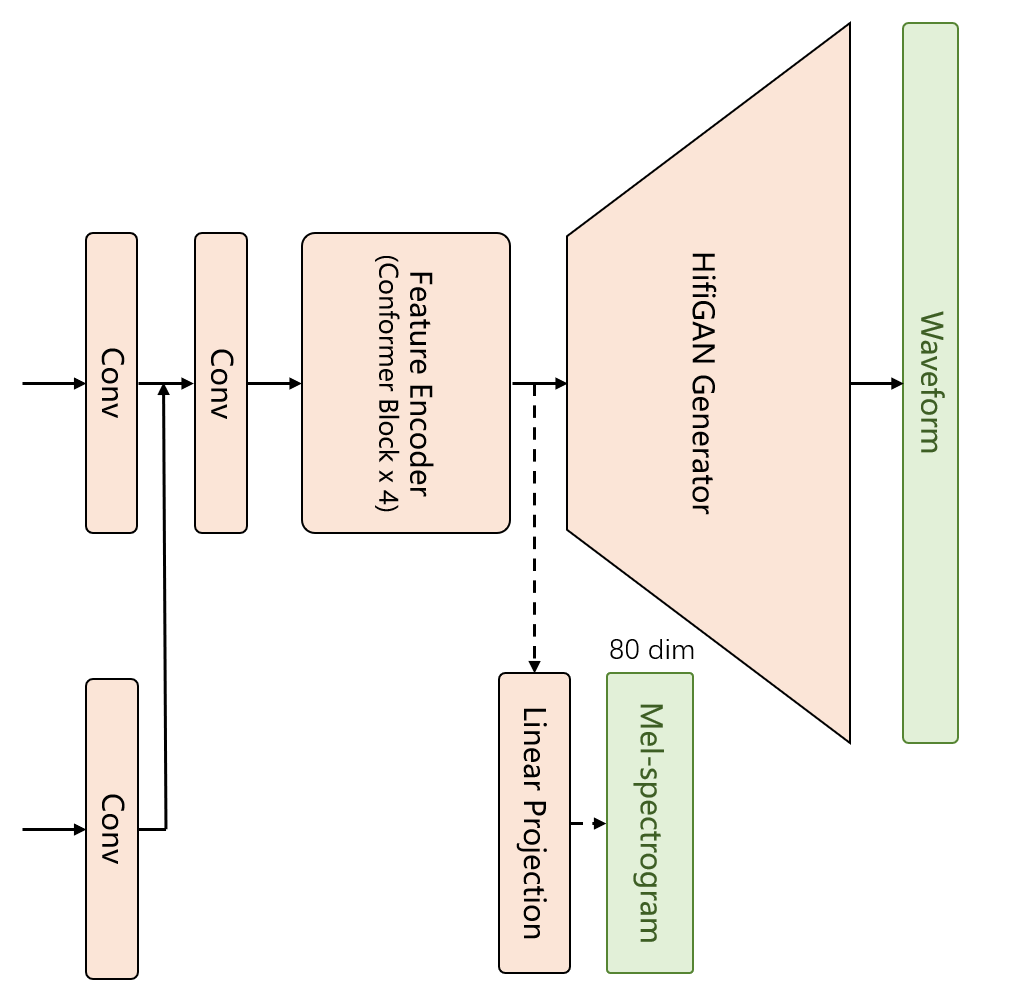 Conv
Conv
Feature Encoder
(Conformer Block x 4)
HifiGAN Generator
Waveform
Conv
Linear Projection
80 dim
Mel-spectrogram